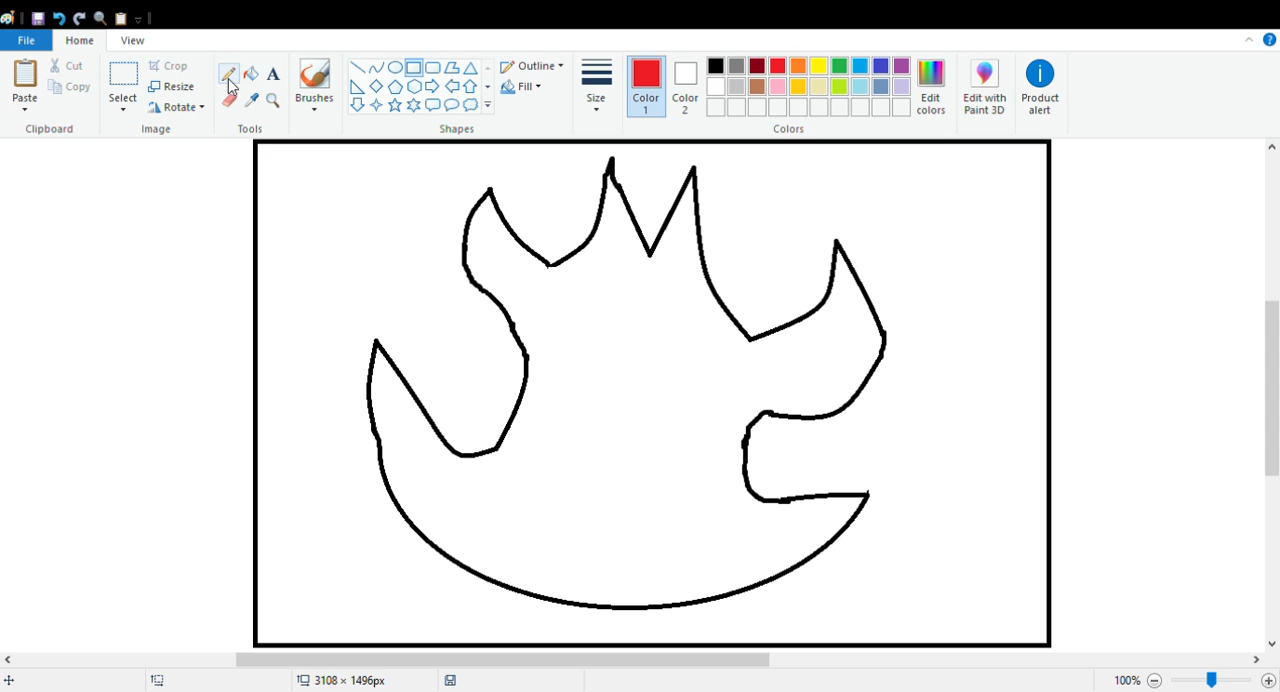 File Home View
Paste Cut Copy Clipboard
Select Crop Resize Rotate Image
A Tools
Brushes
Outline Fill Shapes
Size
Color 1 Color 2 Edit colors Colors
Edit with Paint 3D
Product alert
3108 × 1496px 100%